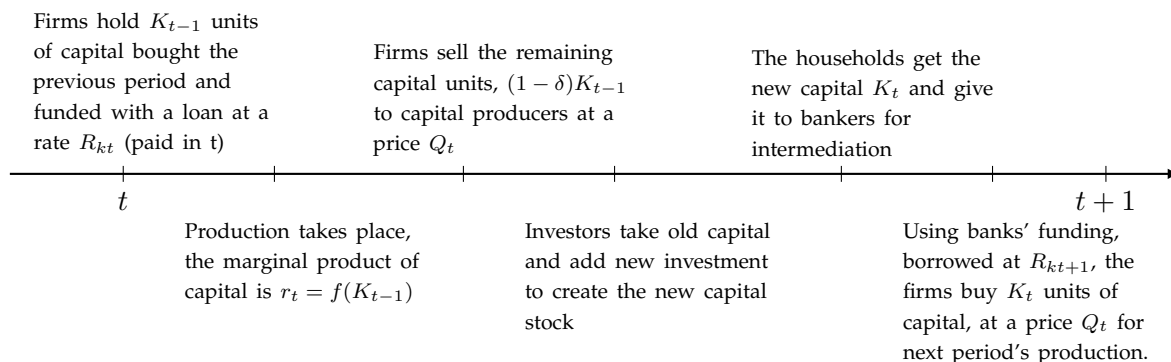 Firms hold K_{t−1} units
of capital bought the
previous period and
funded with a loan at a
rate R_{kt} (paid in t)
Firms sell the remaining
capital units, (1 − δ)K_{t−1}
to capital producers at a
price Q_t
The households get the
new capital K_t and give
it to bankers for
intermediation
t
t + 1
Production takes place,
the marginal product of
capital is r_t = f(K_{t−1})
Investors take old capital
and add new investment
to create the new capital
stock
Using banks' funding,
borrowed at R_{kt+1}, the
firms buy K_t units of
capital, at a price Q_t for
next period's production.